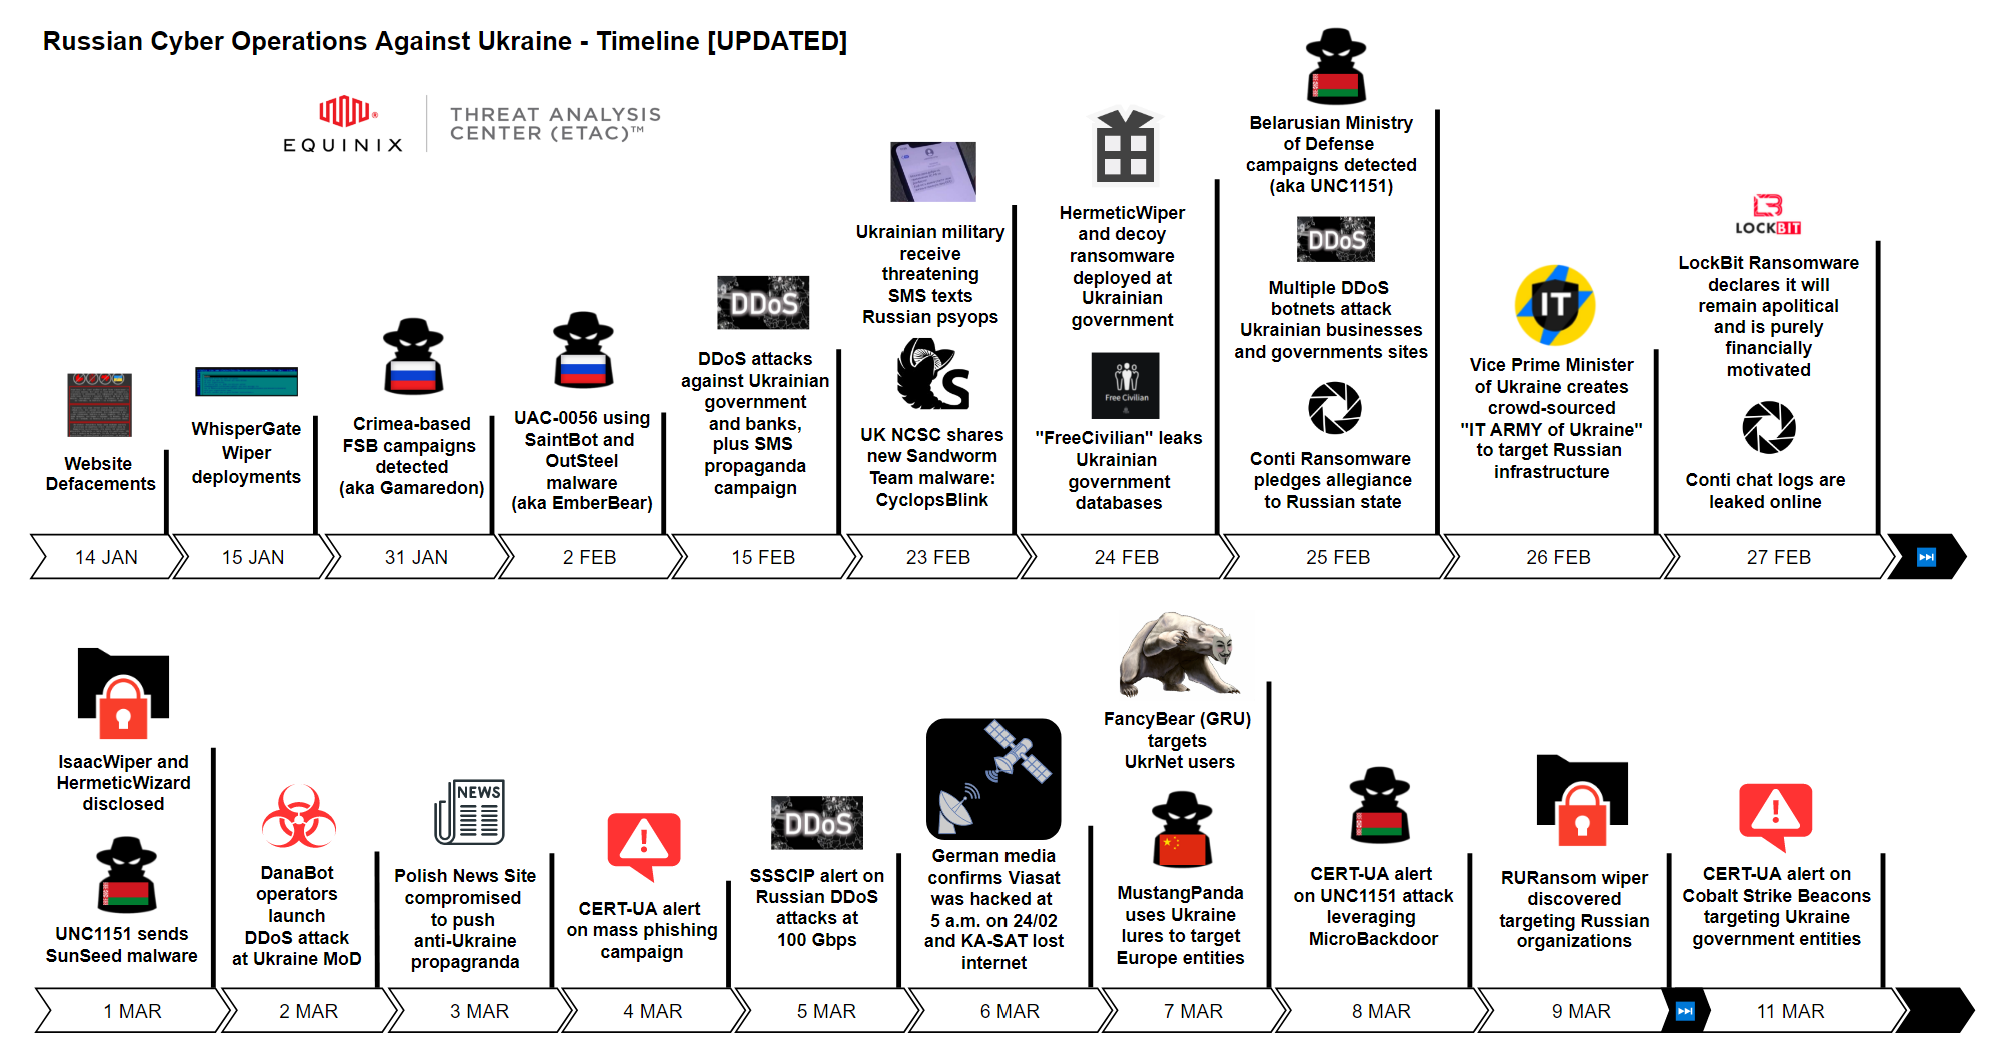 Russian Cyber Operations Against Ukraine - Timeline [UPDATED]
EQUINIX
THREAT ANALYSIS
CENTER (ETAC)™
Website
Defacements
14 JAN
WhisperGate
Wiper
deployments
15 JAN
Crimea-based
FSB campaigns
detected
(aka Gamaredon)
31 JAN
UAC-0056 using
SaintBot and
OutSteel
malware
(aka EmberBear)
2 FEB
DDoS
DDoS attacks
against Ukrainian
government
and banks,
plus SMS
propaganda
campaign
15 FEB
Ukrainian military
receive
threatening
SMS texts
Russian psyops
S
UK NCSC shares
new Sandworm
Team malware:
CyclopsBlink
23 FEB
HermeticWiper
and decoy
ransomware
deployed at
Ukrainian
government
Free Civilian
"FreeCivilian" leaks
Ukrainian
government
databases
24 FEB
Belarusian Ministry
of Defense
campaigns detected
(aka UNC1151)
DDoS
Multiple DDoS
botnets attack
Ukrainian businesses
and governments sites
Conti Ransomware
pledges allegiance
to Russian state
25 FEB
IT
Vice Prime Minister
of Ukraine creates
crowd-sourced
"IT ARMY of Ukraine"
to target Russian
infrastructure
26 FEB
LOCKBIT
LockBit Ransomware
declares it will
remain apolitical
and is purely
financially
motivated
Conti chat logs are
leaked online
27 FEB
IsaacWiper and
HermeticWizard
disclosed
UNC1151 sends
SunSeed malware
1 MAR
DanaBot
operators
launch
DDoS attack
at Ukraine MoD
2 MAR
NEWS
Polish News Site
compromised
to push
anti-Ukraine
propagranda
3 MAR
CERT-UA alert
on mass phishing
campaign
4 MAR
DDoS
SSSCIP alert on
Russian DDoS
attacks at
100 Gbps
5 MAR
German media
confirms Viasat
was hacked at
5 a.m. on 24/02
and KA-SAT lost
internet
6 MAR
FancyBear (GRU)
targets
UkrNet users
MustangPanda
uses Ukraine
lures to target
Europe entities
7 MAR
CERT-UA alert
on UNC1151 attack
leveraging
MicroBackdoor
8 MAR
RURansom wiper
discovered
targeting Russian
organizations
9 MAR
CERT-UA alert on
Cobalt Strike Beacons
targeting Ukraine
government entities
11 MAR